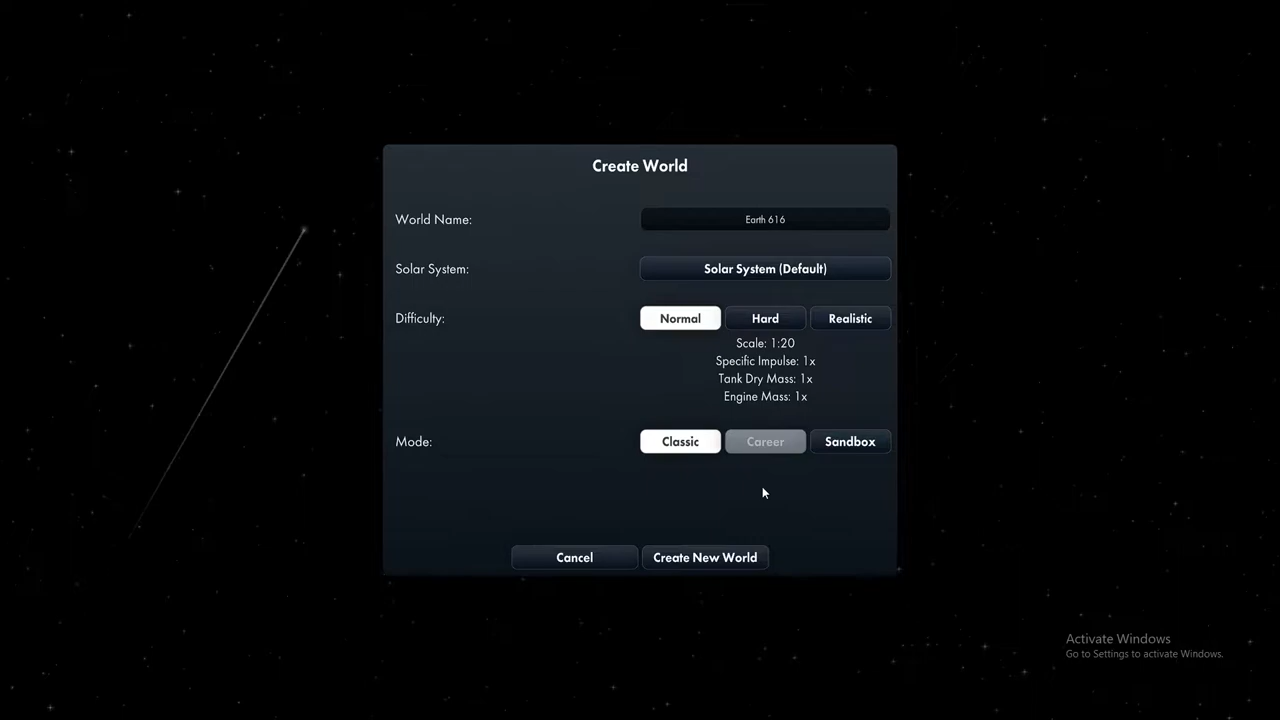 Create World
World Name:
Earth 616
Solar System:
Solar System (Default)
Difficulty:
Normal
Hard
Realistic
Scale: 1:20
Specific Impulse: 1x
Tank Dry Mass: 1x
Engine Mass: 1x
Mode:
Classic
Career
Sandbox
Cancel
Create New World
Activate Windows
Go to Settings to activate Windows.